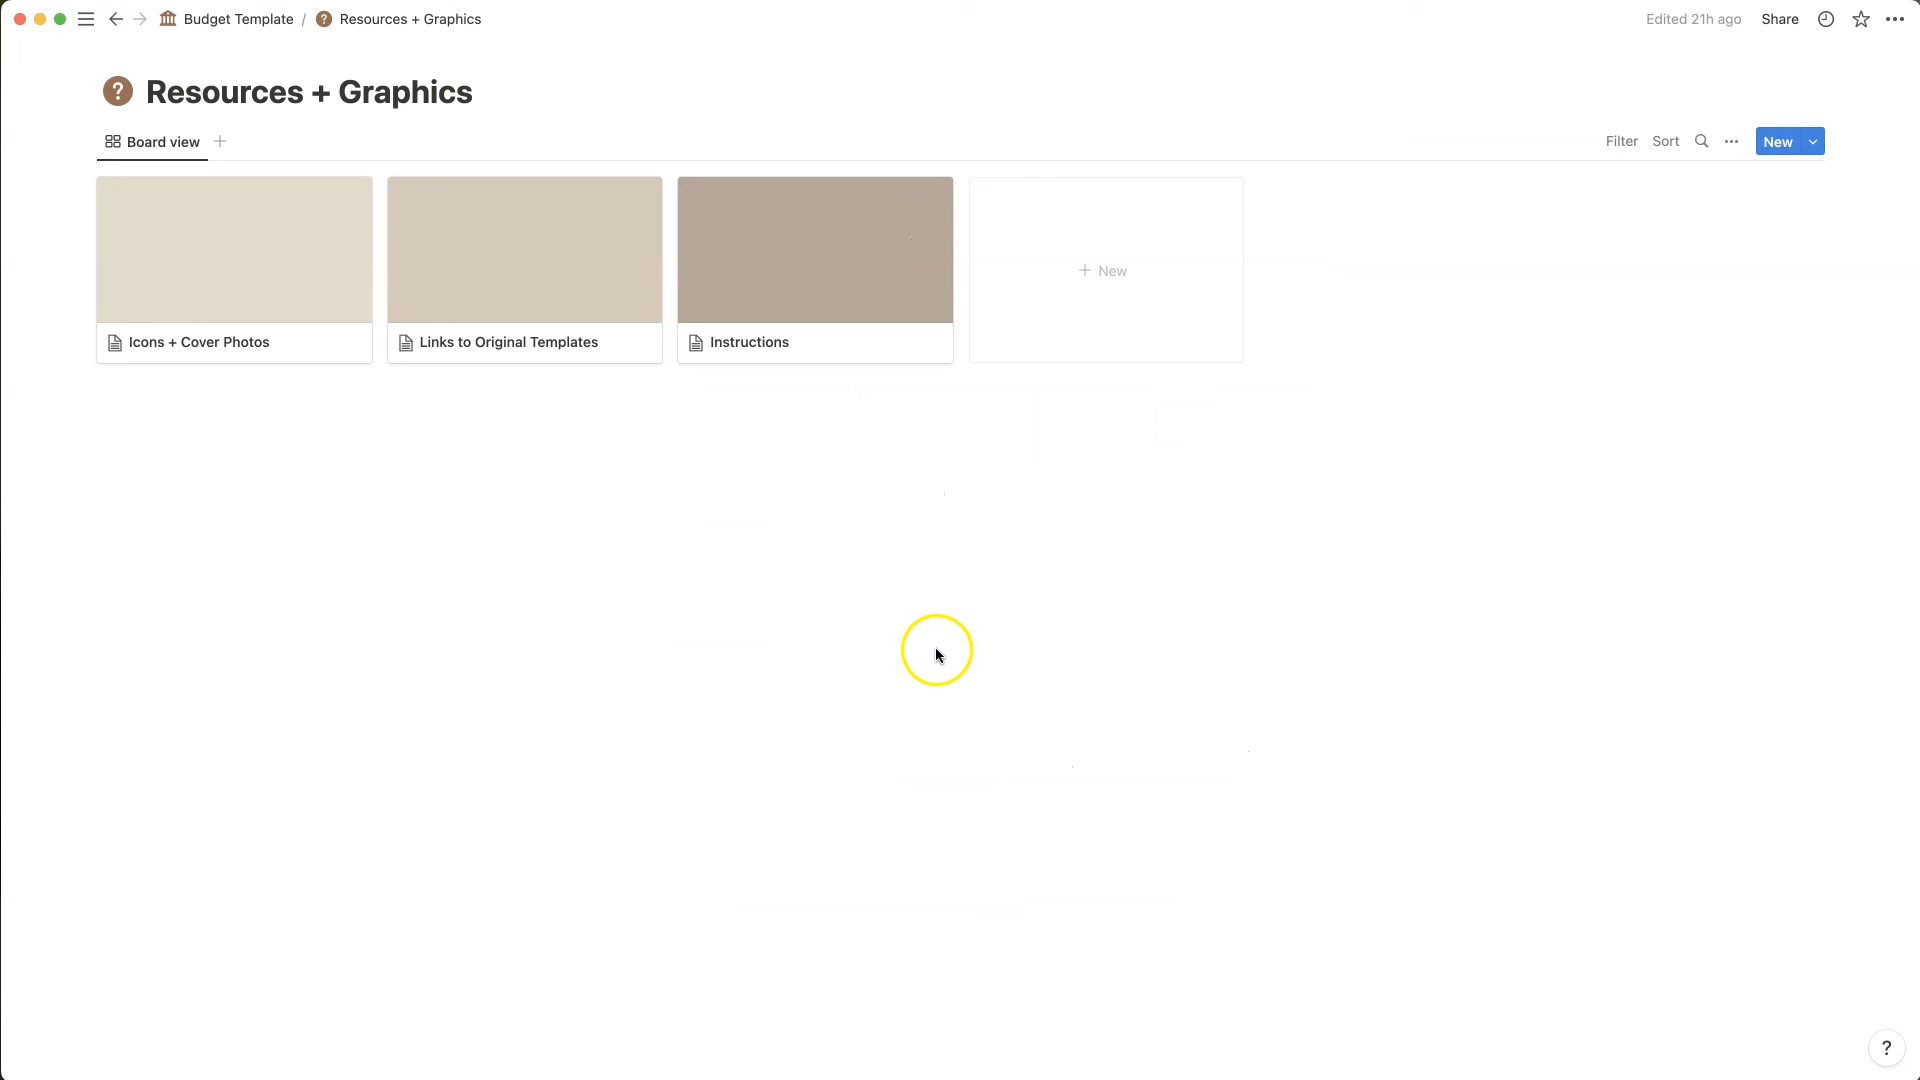 Budget Template / Resources + Graphics
Edited 21h ago Share
Resources + Graphics
Board view
Filter Sort New
+ New
Icons + Cover Photos
Links to Original Templates
Instructions
?